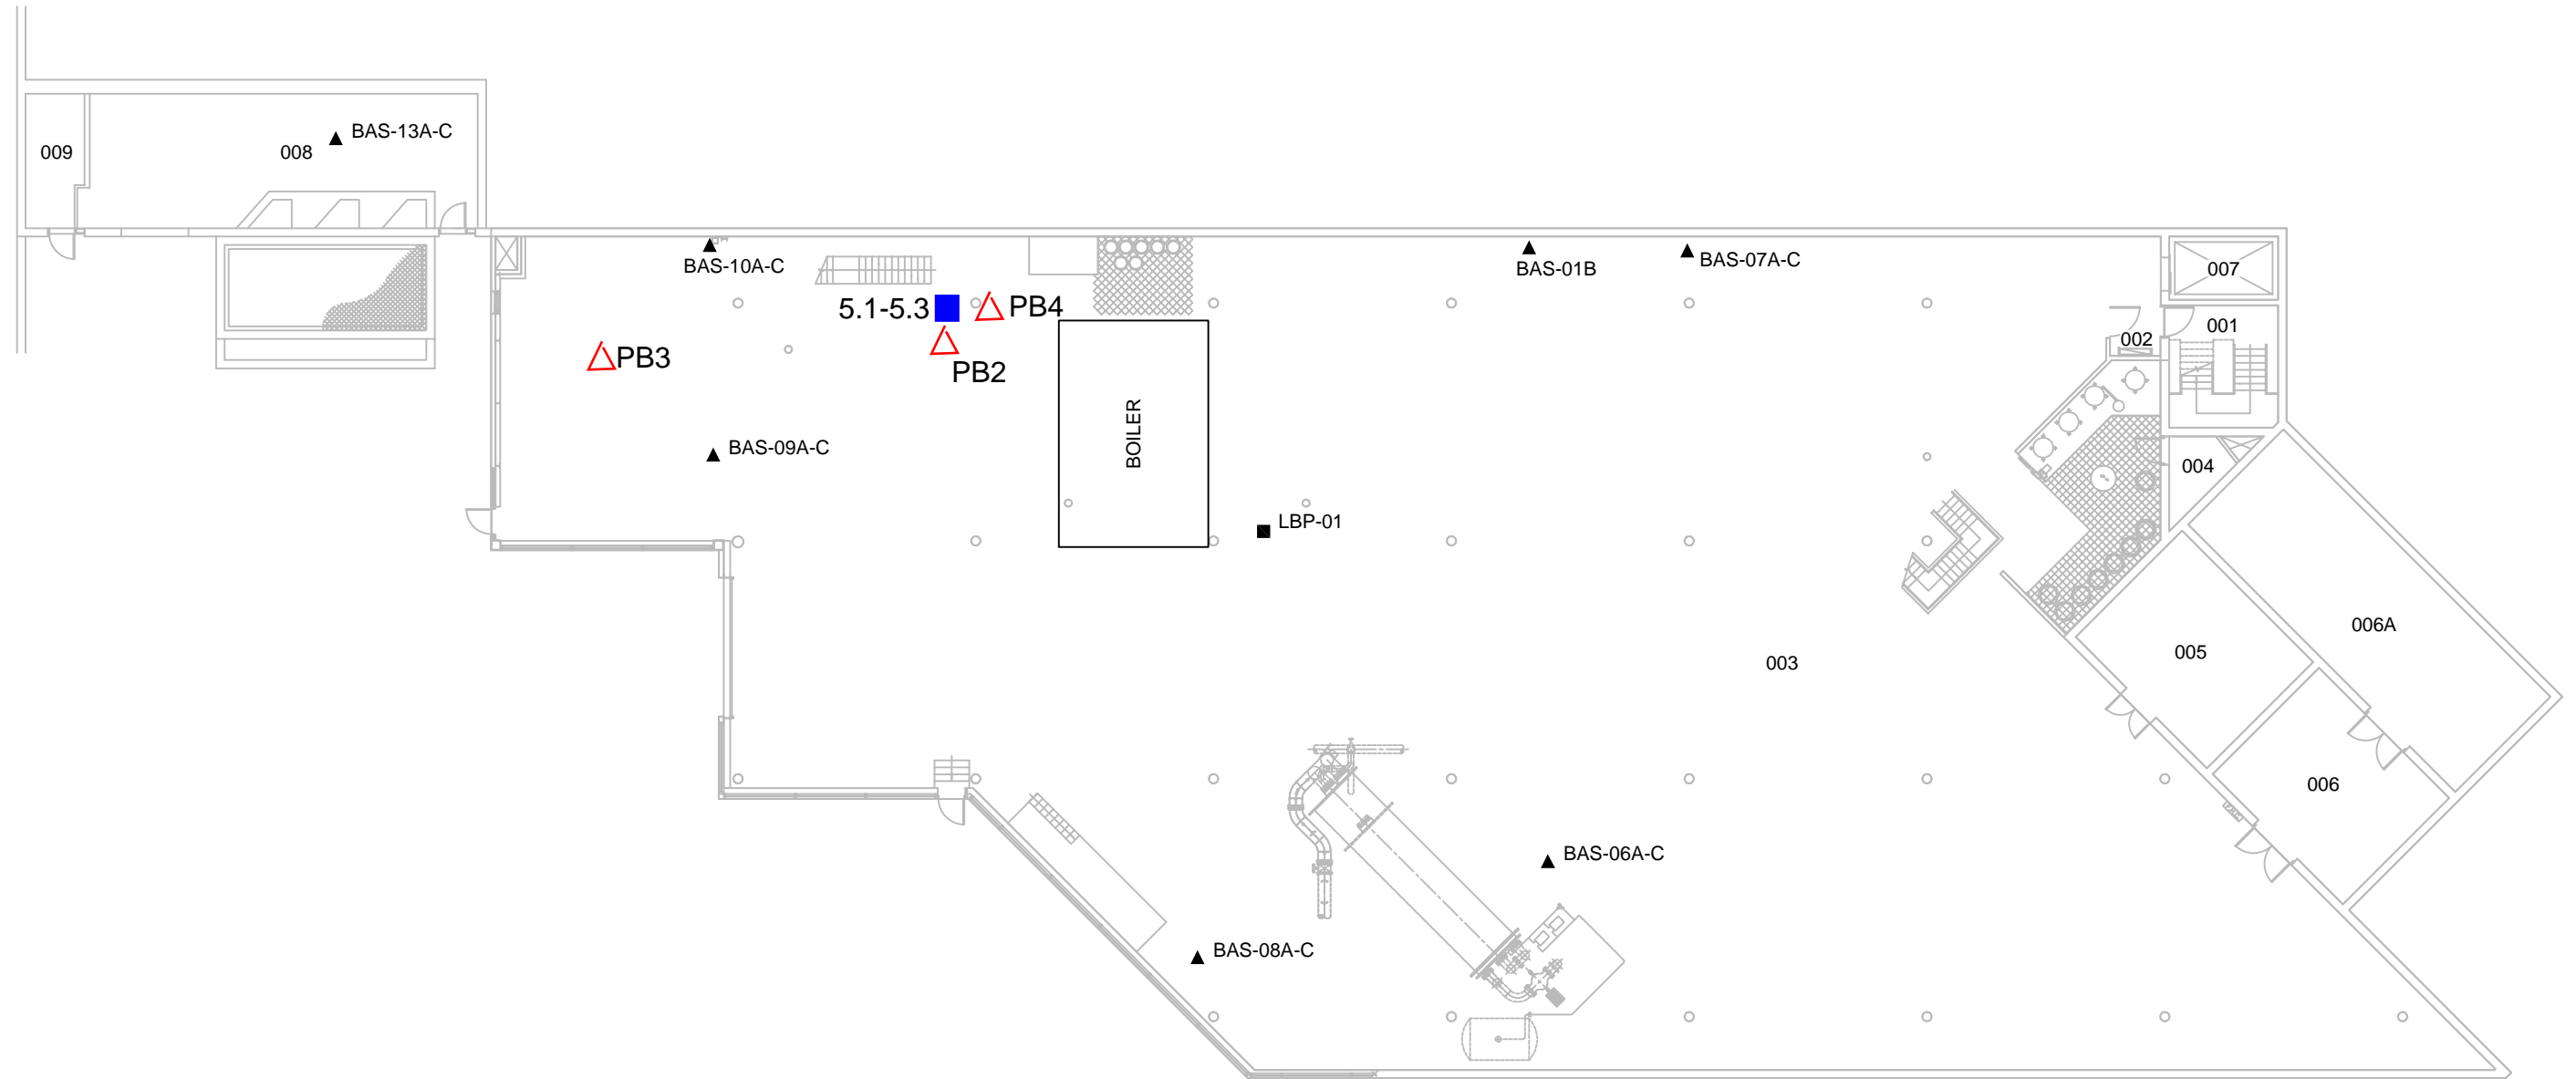 BAS-13A-C
009
008
BAS-10A-C
BAS-01B
BAS-07A-C
007
5.1-5.3
PB4
001
002
PB3
PB2
BOILER
BAS-09A-C
004
LBP-01
006A
005
003
006
BAS-06A-C
BAS-08A-C